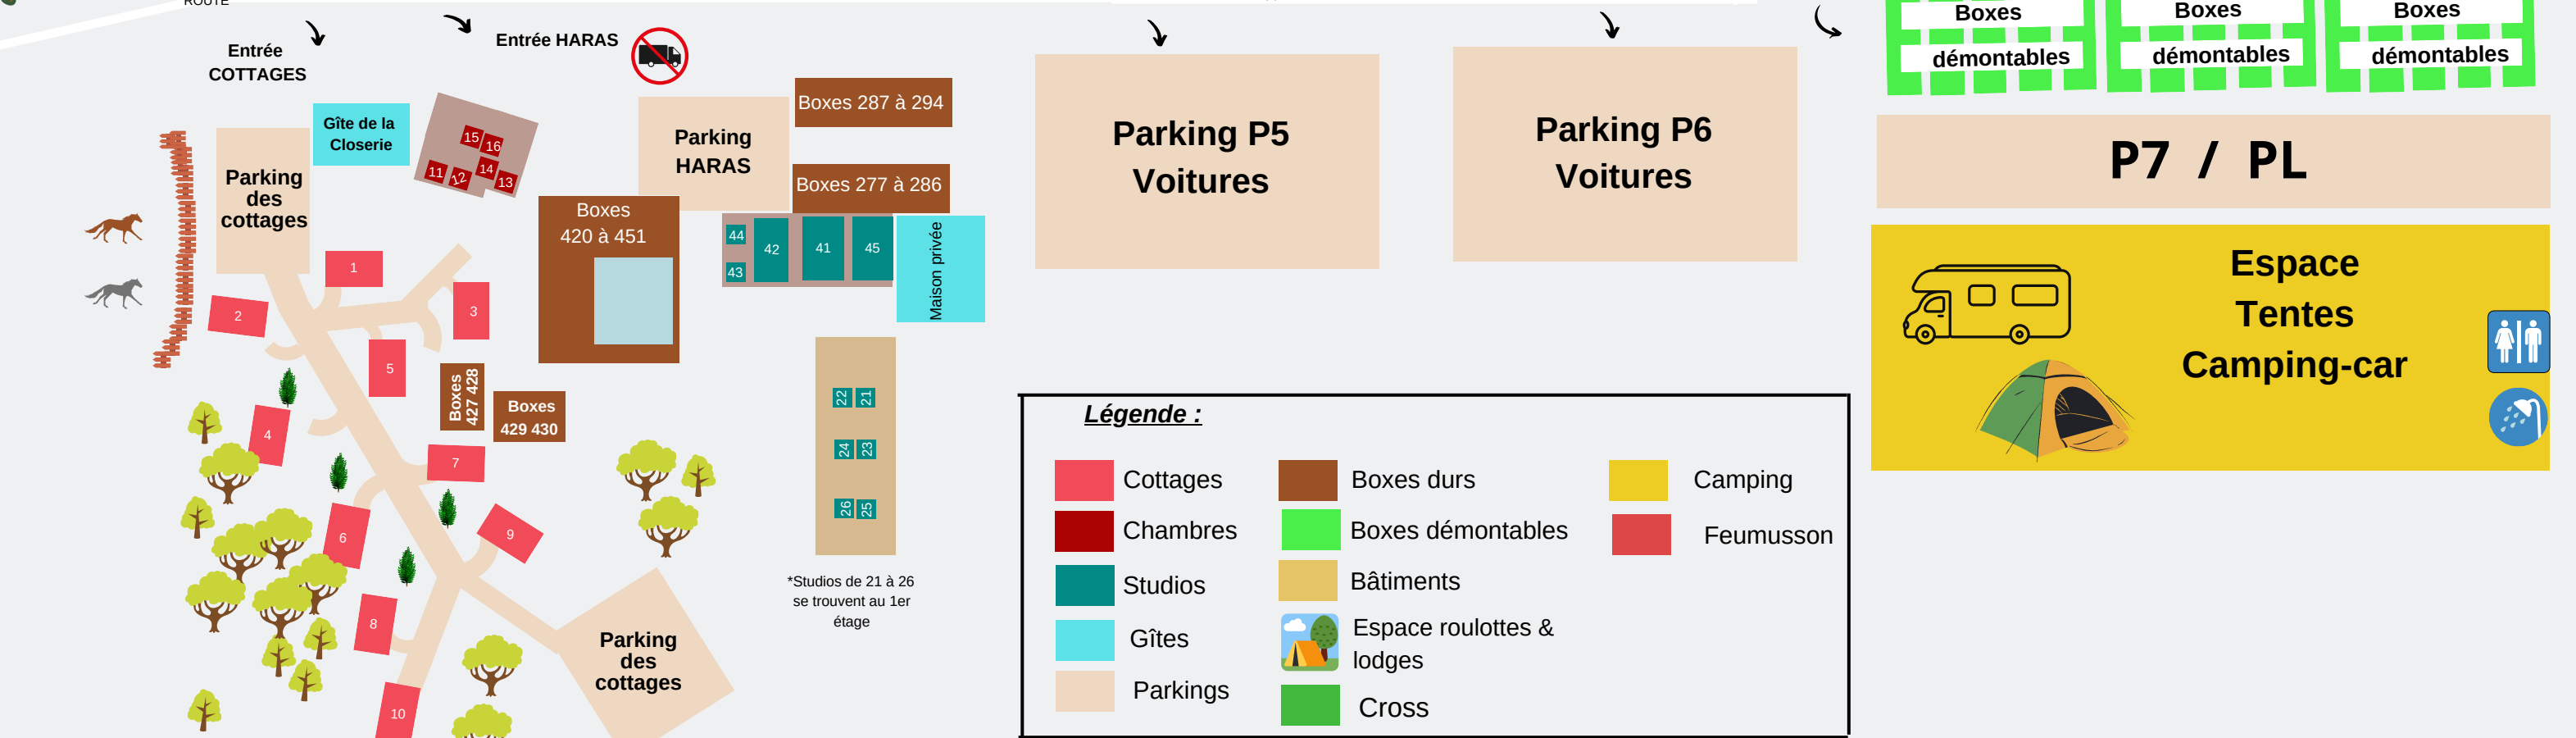 ROUTE
Entrée
COTTAGES
Entrée HARAS
Gîte de la
Closerie
Parking
des
cottages
15
16
11
12
14
13
Parking
HARAS
Boxes 287 à 294
Boxes 277 à 286
Boxes
420 à 451
44
43
42
41
45
Maison privée
Parking P5
Voitures
Parking P6
Voitures
Boxes
démontables
Boxes
démontables
Boxes
démontables
P7 / PL
Espace
Tentes
Camping-car
1
2
3
5
4
7
6
9
8
10
Boxes
427 428
Boxes
429 430
22
21
24
23
26
25
*Studios de 21 à 26
se trouvent au 1er
étage
Parking
des
cottages
Légende :
Cottages
Chambres
Studios
Gîtes
Parkings
Boxes durs
Boxes démontables
Bâtiments
Espace roulottes &
lodges
Cross
Camping
Feumusson